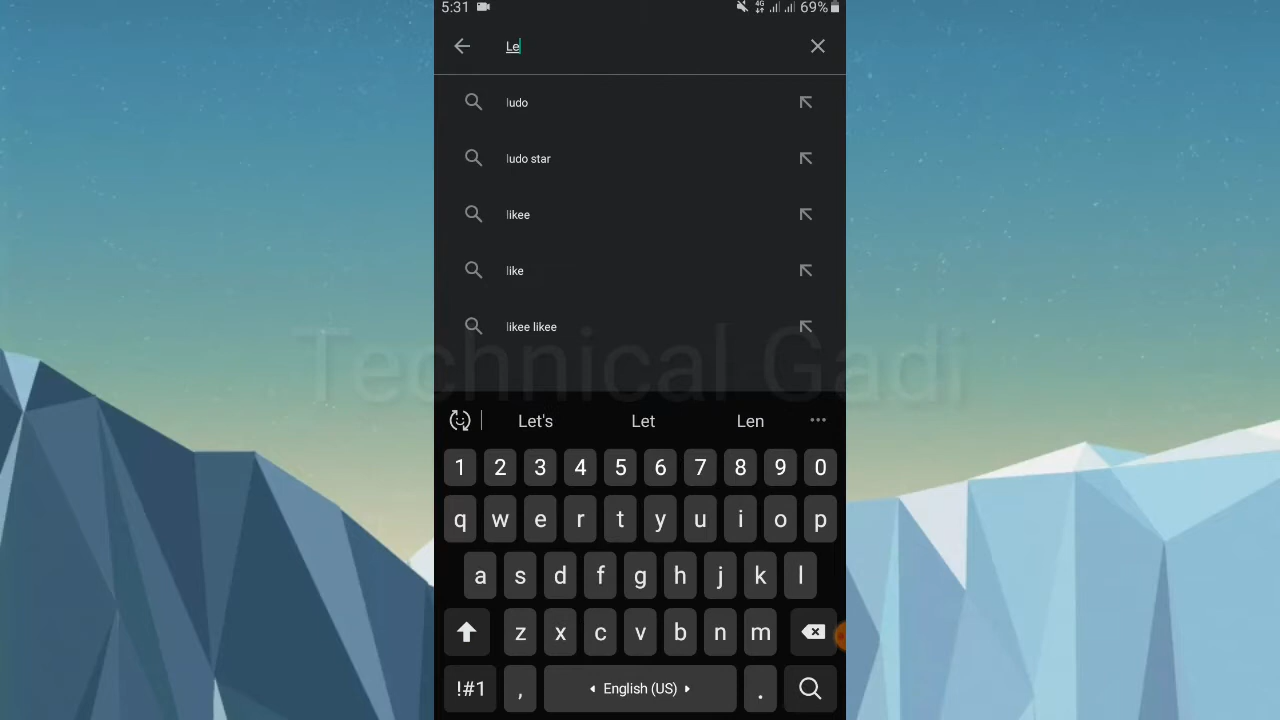 5:31 4G 69%
Le
ludo
ludo star
likee
like
likee likee
Technical Gadi
Let's Let Len
1 2 3 4 5 6 7 8 9 0
q w e r t y u i o p
a s d f g h j k l
z x c v b n m
!#1 , English (US) .